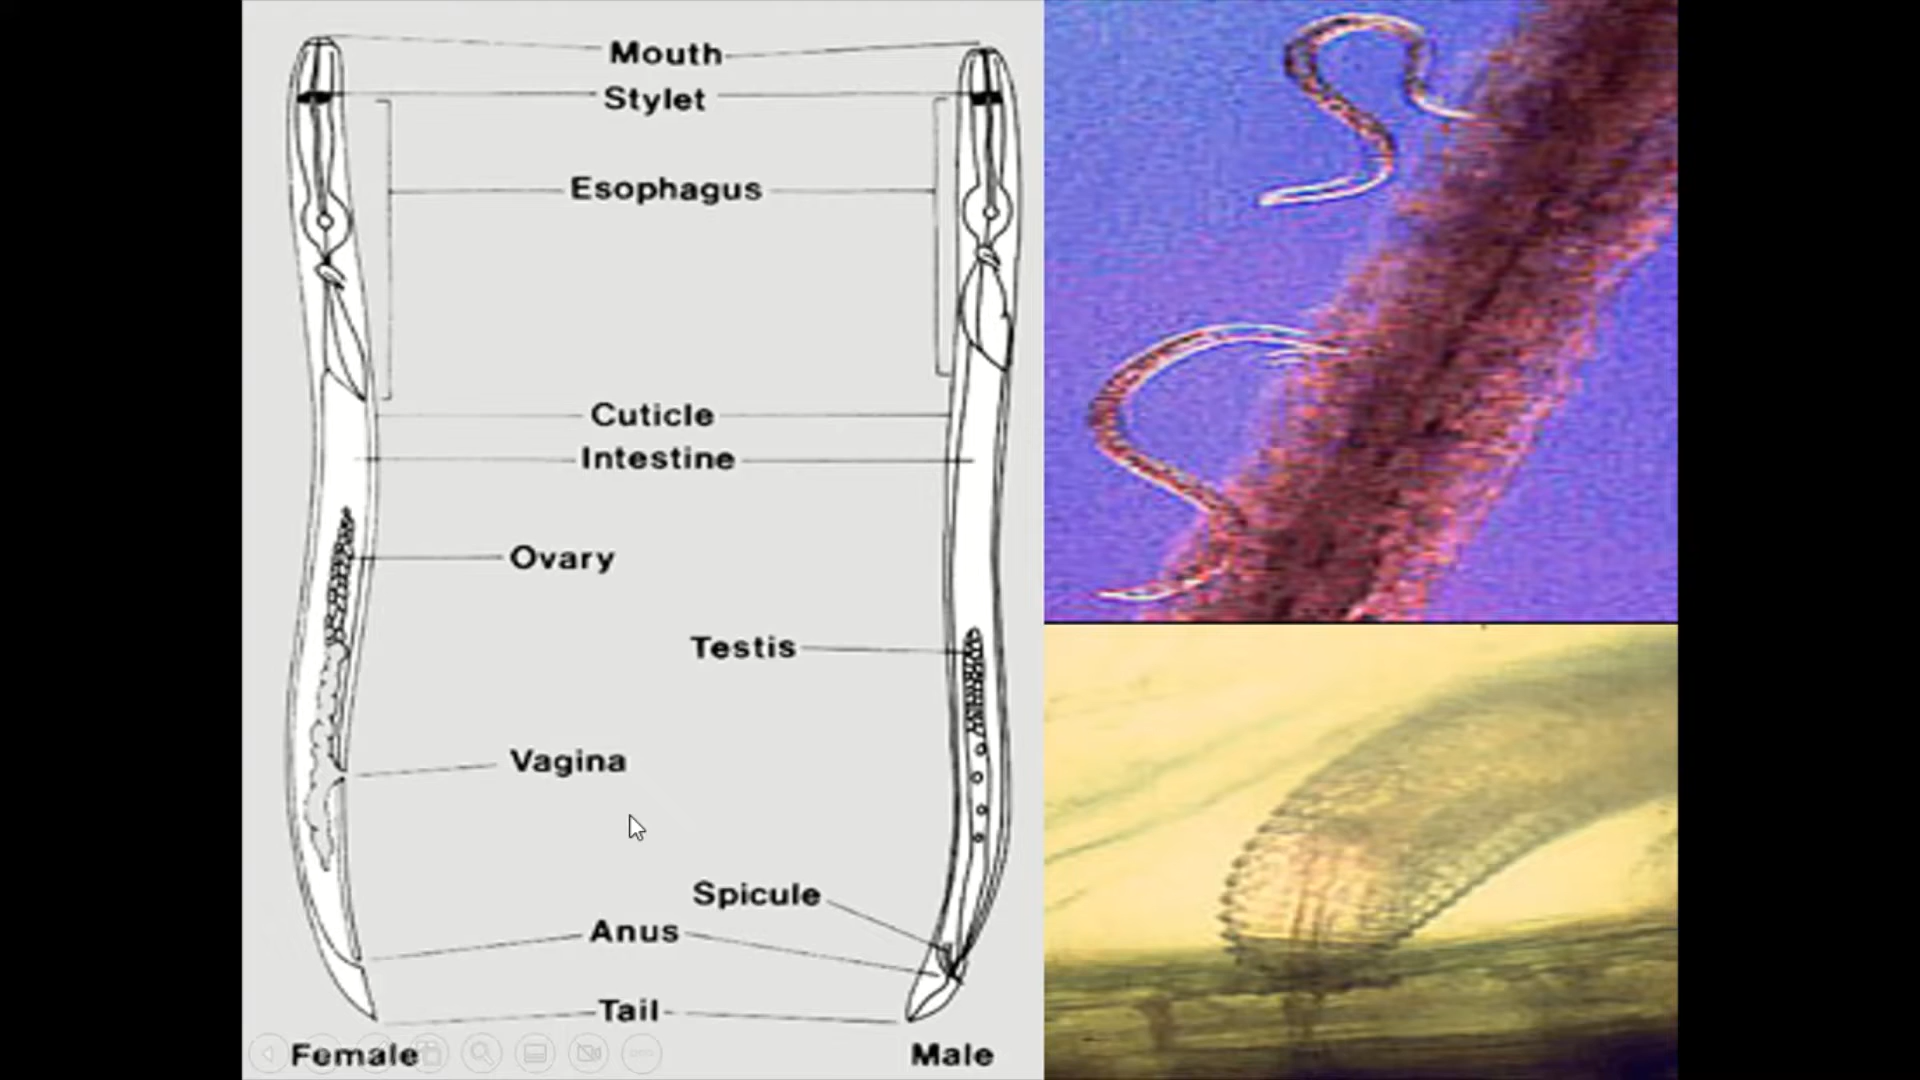 Mouth
Stylet
Esophagus
Cuticle
Intestine
Ovary
Testis
Vagina
Spicule
Anus
Tail
Female
Male